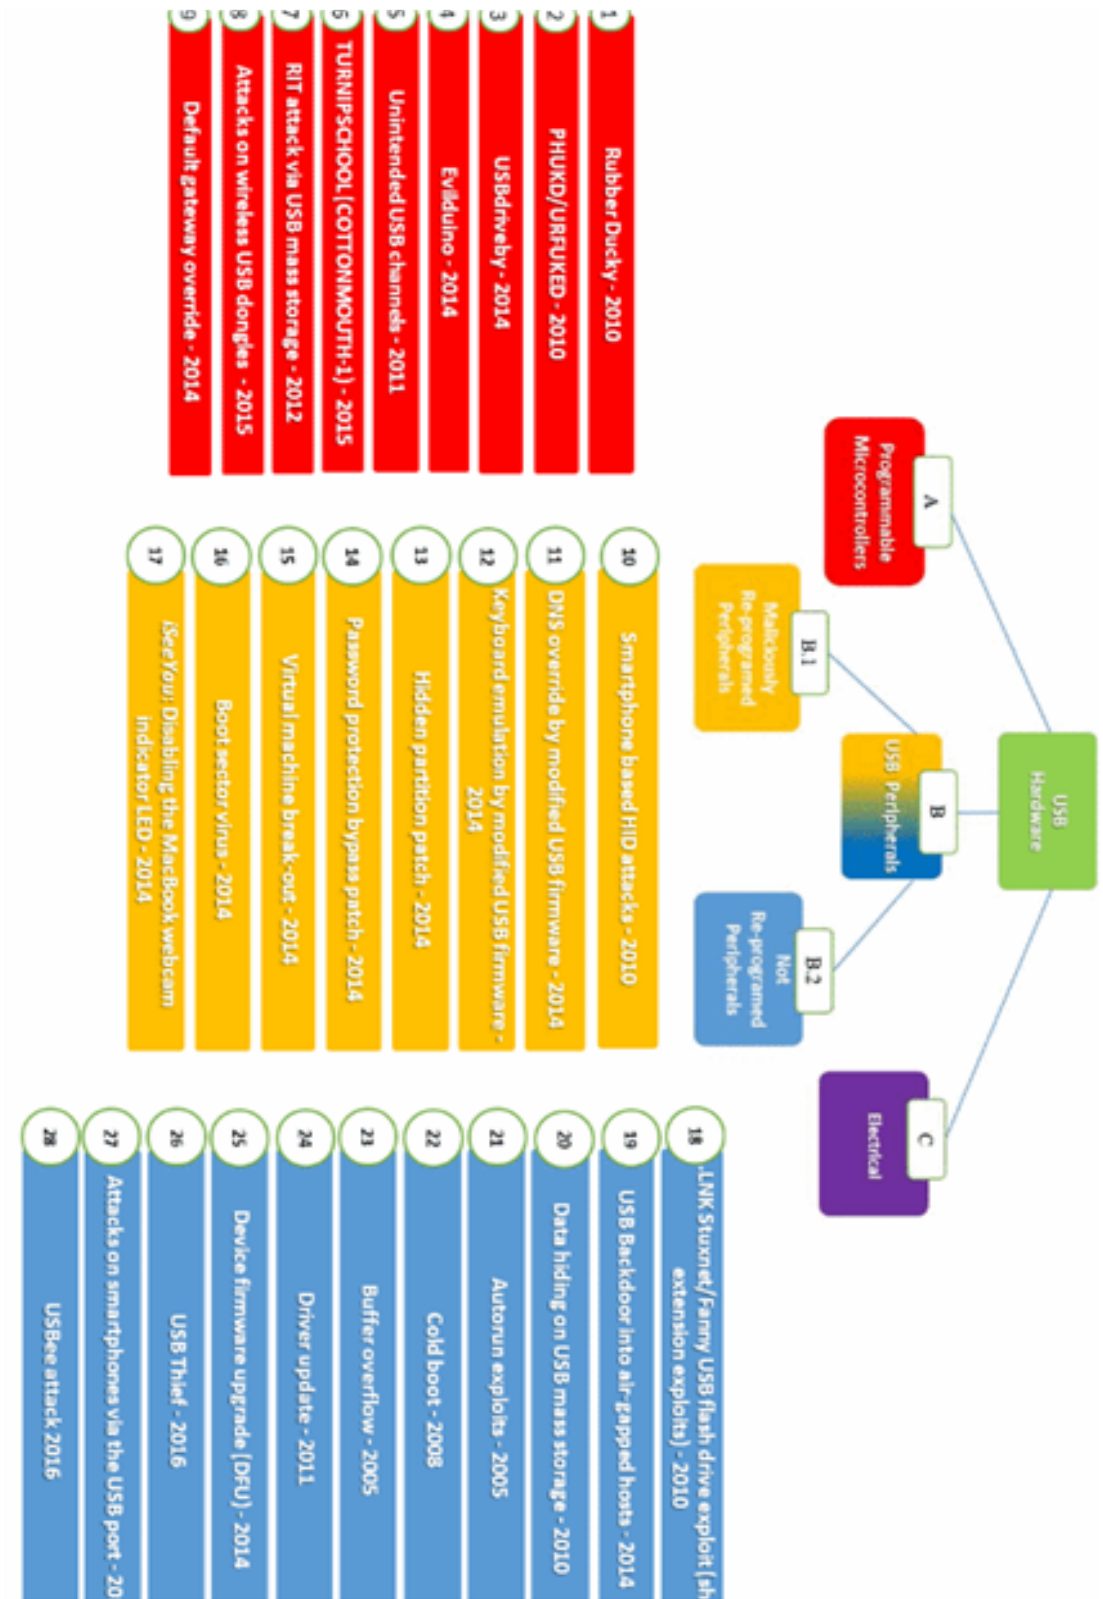 USB
Hardware
A
Programmable
Microcontrollers
B
USB Peripherals
B.1
Maliciously
Re-programed
Peripherals
B.2
Not
Re-programed
Peripherals
C
Electrical
1 Rubber Ducky - 2010
2 PHUKD/URFUKED - 2010
3 USBdriveby - 2014
4 Evilduino - 2014
5 Unintended USB channels - 2011
6 TURNIPSCHOOL (COTTONMOUTH-1) - 2015
7 RIT attack via USB mass storage - 2012
8 Attacks on wireless USB dongles - 2015
9 Default gateway override - 2014
10 Smartphone based HID attacks - 2010
11 DNS override by modified USB firmware - 2014
12 Keyboard emulation by modified USB firmware -
2014
13 Hidden partition patch - 2014
14 Password protection bypass patch - 2014
15 Virtual machine break-out - 2014
16 Boot sector virus - 2014
17 iSeeYou: Disabling the MacBook webcam
indicator LED - 2014
18 .LNK Stuxnet/Fanny USB flash drive exploit (sh
extension exploits) - 2010
19 USB Backdoor into air-gapped hosts - 2014
20 Data hiding on USB mass storage - 2010
21 Autorun exploits - 2005
22 Cold boot - 2008
23 Buffer overflow - 2005
24 Driver update - 2011
25 Device firmware upgrade (DFU) - 2014
26 USB Thief - 2016
27 Attacks on smartphones via the USB port - 20
28 USBee attack 2016